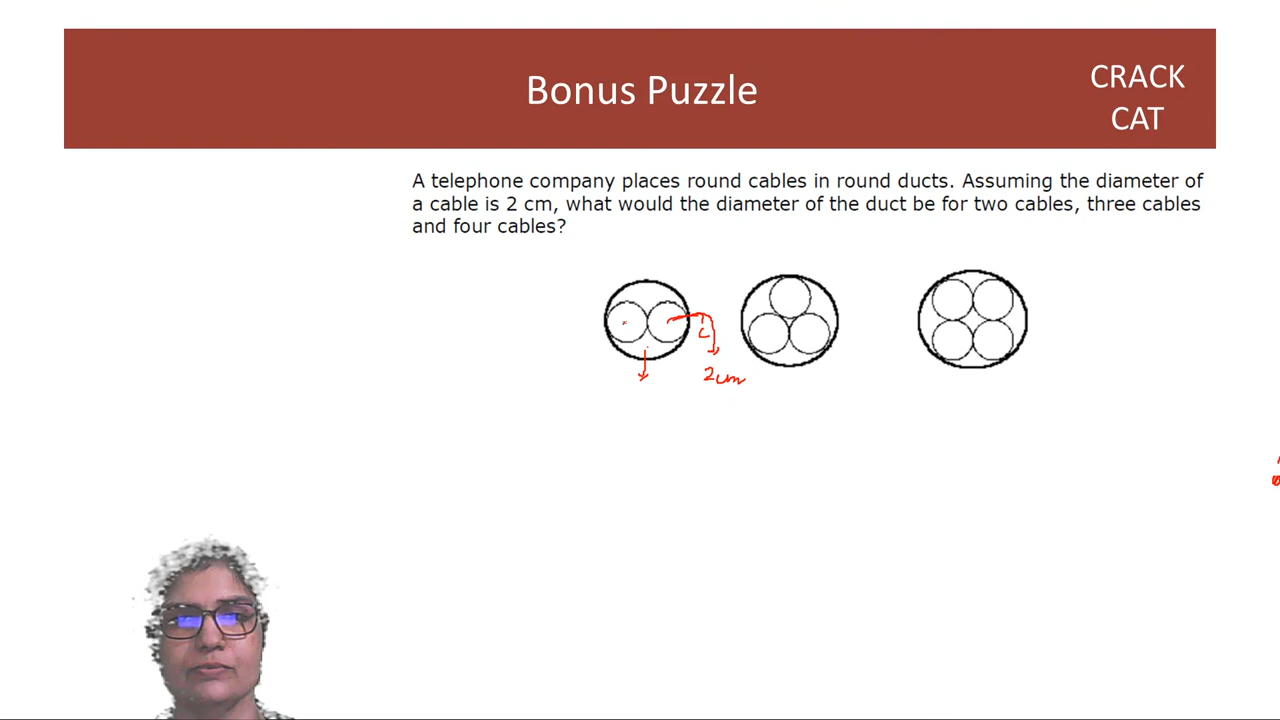 Bonus Puzzle
CRACK
CAT
A telephone company places round cables in round ducts. Assuming the diameter of
a cable is 2 cm, what would the diameter of the duct be for two cables, three cables
and four cables?
2cm